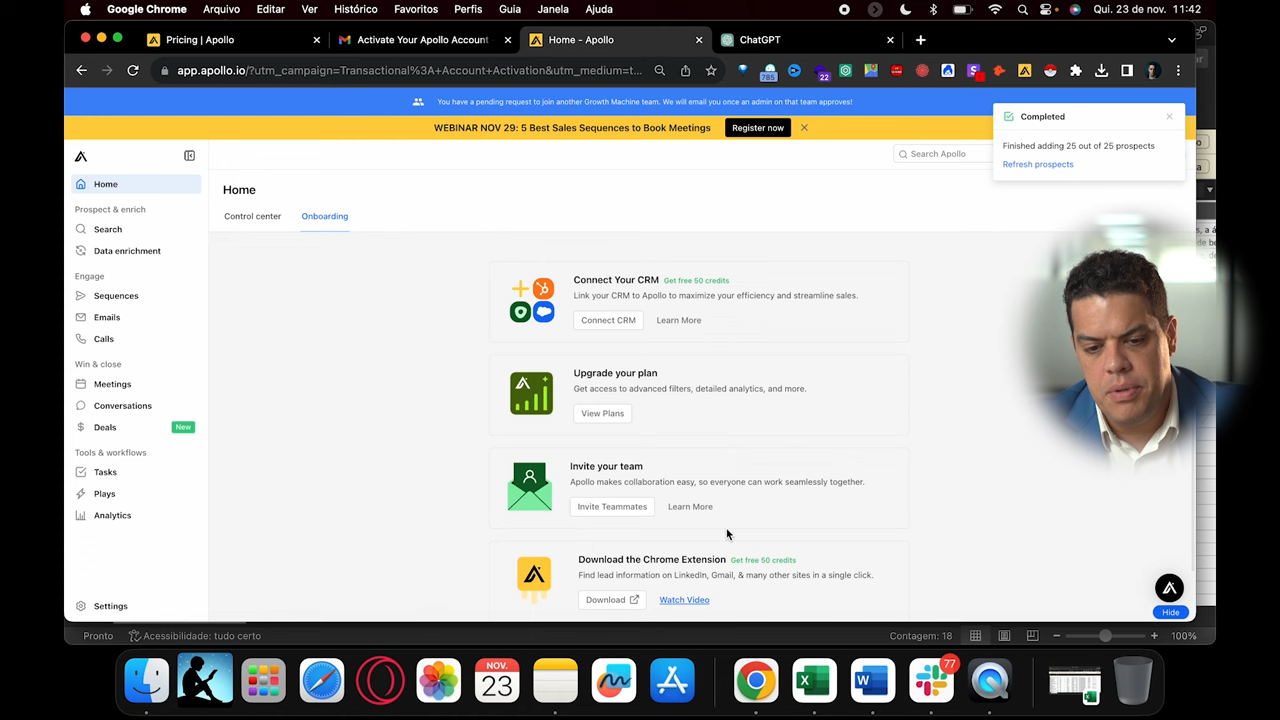 Google Chrome Arquivo Editar Ver Histórico Favoritos Perfis Guia Janela Ajuda Qui. 23 de nov. 11:42
Pricing | Apollo
Activate Your Apollo Account
Home - Apollo
ChatGPT
app.apollo.io/?utm_campaign=Transactional%3A+Account+Activation&utm_medium=t...
785
22
You have a pending request to join another Growth Machine team. We will email you once an admin on that team approves!
WEBINAR NOV 29: 5 Best Sales Sequences to Book Meetings
Register now
Completed
Finished adding 25 out of 25 prospects
Refresh prospects
Search Apollo
Home
Prospect & enrich
Search
Data enrichment
Engage
Sequences
Emails
Calls
Win & close
Meetings
Conversations
Deals New
Tools & workflows
Tasks
Plays
Analytics
Settings
Home
Control center Onboarding
Connect Your CRM Get free 50 credits
Link your CRM to Apollo to maximize your efficiency and streamline sales.
Connect CRM Learn More
Upgrade your plan
Get access to advanced filters, detailed analytics, and more.
View Plans
Invite your team
Apollo makes collaboration easy, so everyone can work seamlessly together.
Invite Teammates Learn More
Download the Chrome Extension Get free 50 credits
Find lead information on LinkedIn, Gmail, & many other sites in a single click.
Download Watch Video
Hide
Pronto Acessibilidade: tudo certo Contagem: 18 100%
NOV.
23
77